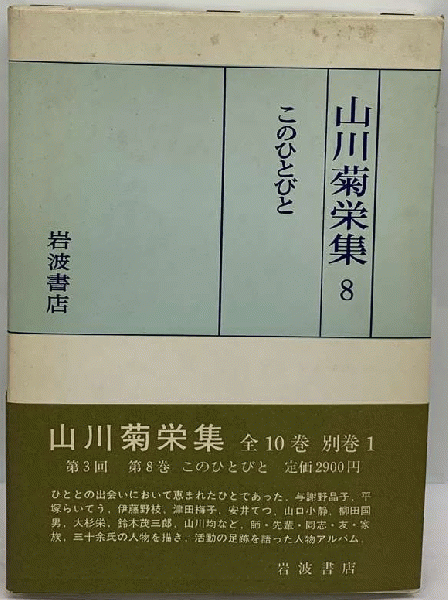 山川菊栄集 8
このひとびと
岩波書店
山川菊栄集 全10巻 別巻1
第3回 第8巻 このひとびと 定価2900円
ひととの出会いにおいて恵まれたひとであった。与謝野晶子、平
塚らいてう、伊藤野枝、津田梅子、安井てつ、山口小静、柳田国
男、大杉栄、鈴木茂三郎、山川均など、師・先輩・同志・友・家
族、三十余氏の人物を描き、活動の足跡を語った人物アルバム。
岩波書店